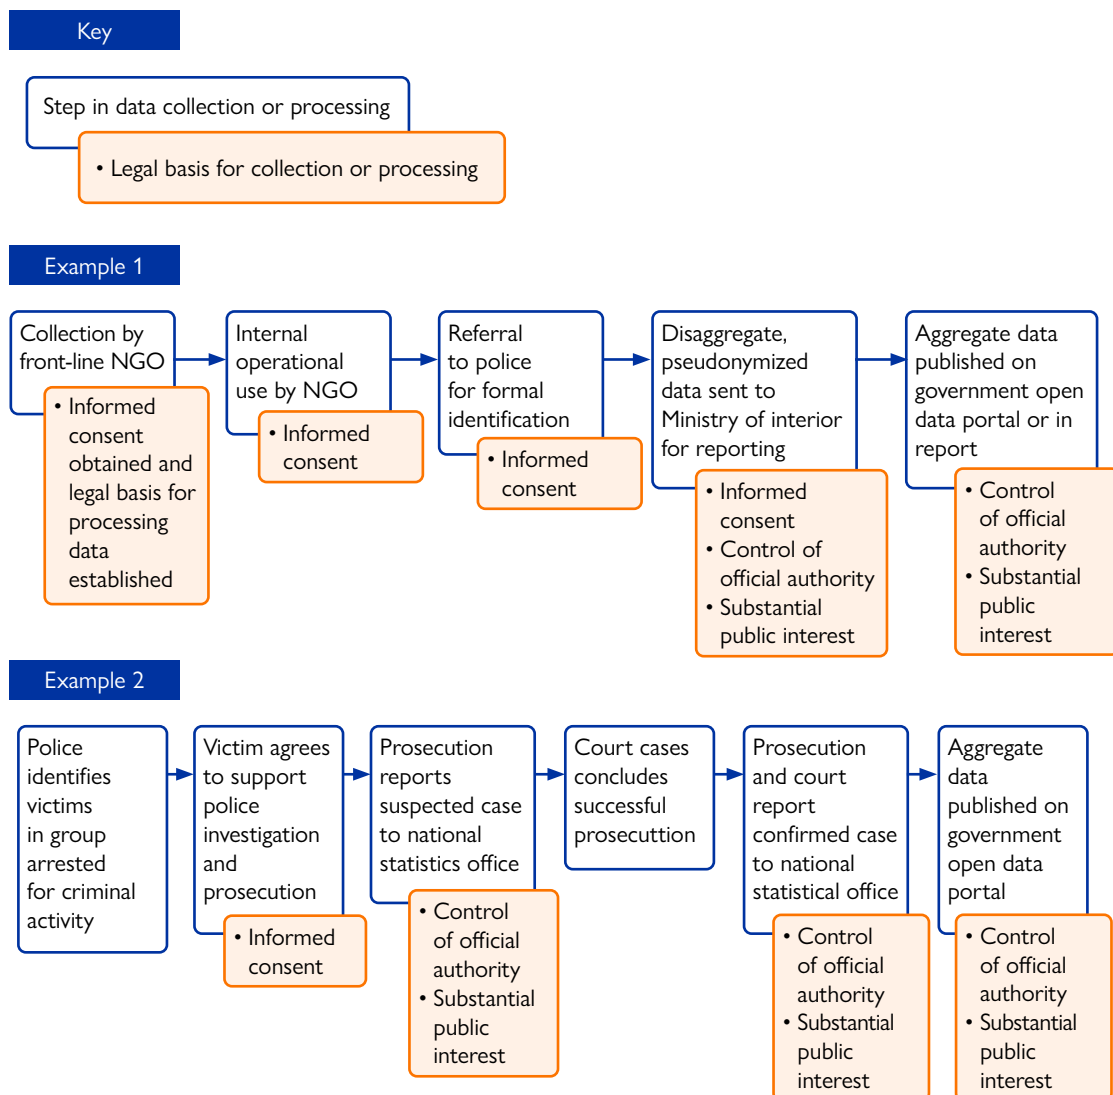 Key
Step in data collection or processing
• Legal basis for collection or processing
Example 1
Collection by
front-line NGO
• Informed
consent
obtained and
legal basis for
processing
data
established
Internal
operational
use by NGO
• Informed
consent
Referral
to police
for formal
identification
• Informed
consent
Disaggregate,
pseudonymized
data sent to
Ministry of interior
for reporting
• Informed
consent
• Control of
official authority
• Substantial
public interest
Aggregate data
published on
government open
data portal or in
report
• Control
of official
authority
• Substantial
public
interest
Example 2
Police
identifies
victims
in group
arrested
for criminal
activity
Victim agrees
to support
police
investigation
and
prosecution
• Informed
consent
Prosecution
reports
suspected case
to national
statistics office
• Control
of official
authority
• Substantial
public
interest
Court cases
concludes
successful
prosecuttion
Prosecution
and court
report
confirmed case
to national
statistical office
• Control
of official
authority
• Substantial
public
interest
Aggregate
data
published on
government
open data
portal
• Control
of official
authority
• Substantial
public
interest